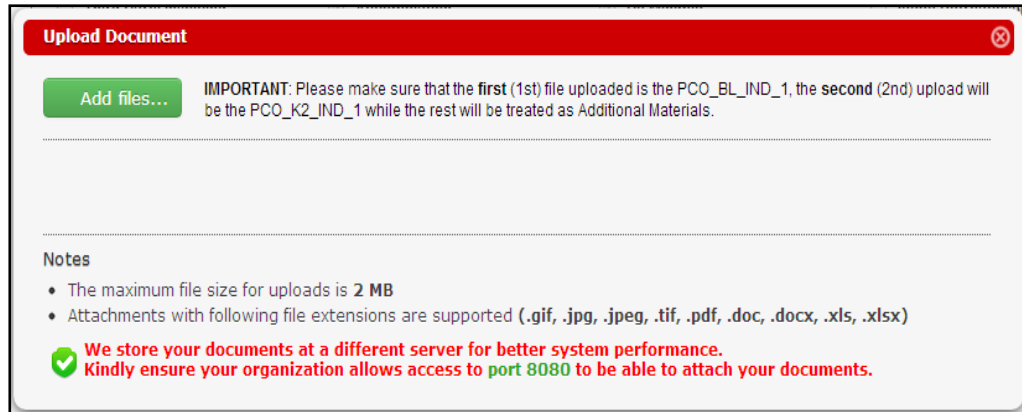 Upload Document
Add files...
IMPORTANT: Please make sure that the first (1st) file uploaded is the PCO_BL_IND_1, the second (2nd) upload will
be the PCO_K2_IND_1 while the rest will be treated as Additional Materials.
Notes
• The maximum file size for uploads is 2 MB
• Attachments with following file extensions are supported (.gif, .jpg, .jpeg, .tif, .pdf, .doc, .docx, .xls, .xlsx)
We store your documents at a different server for better system performance.
Kindly ensure your organization allows access to port 8080 to be able to attach your documents.